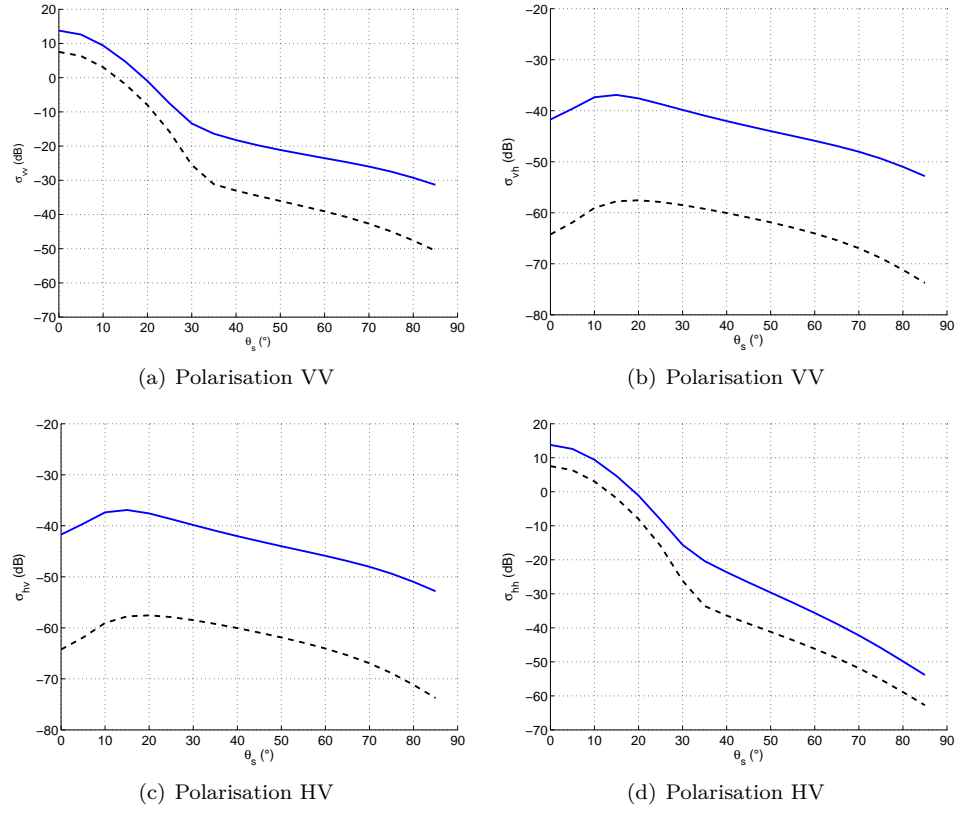 20
10
0
−10
−20
−30
−40
−50
−60
−70
σvv (dB)
0 10 20 30 40 50 60 70 80 90
θs (°)
(a) Polarisation VV
−20
−30
−40
−50
−60
−70
−80
σvh (dB)
0 10 20 30 40 50 60 70 80 90
θs (°)
(b) Polarisation VV
−20
−30
−40
−50
−60
−70
−80
σhv (dB)
0 10 20 30 40 50 60 70 80 90
θs (°)
(c) Polarisation HV
20
10
0
−10
−20
−30
−40
−50
−60
−70
σhh (dB)
0 10 20 30 40 50 60 70 80 90
θs (°)
(d) Polarisation HV